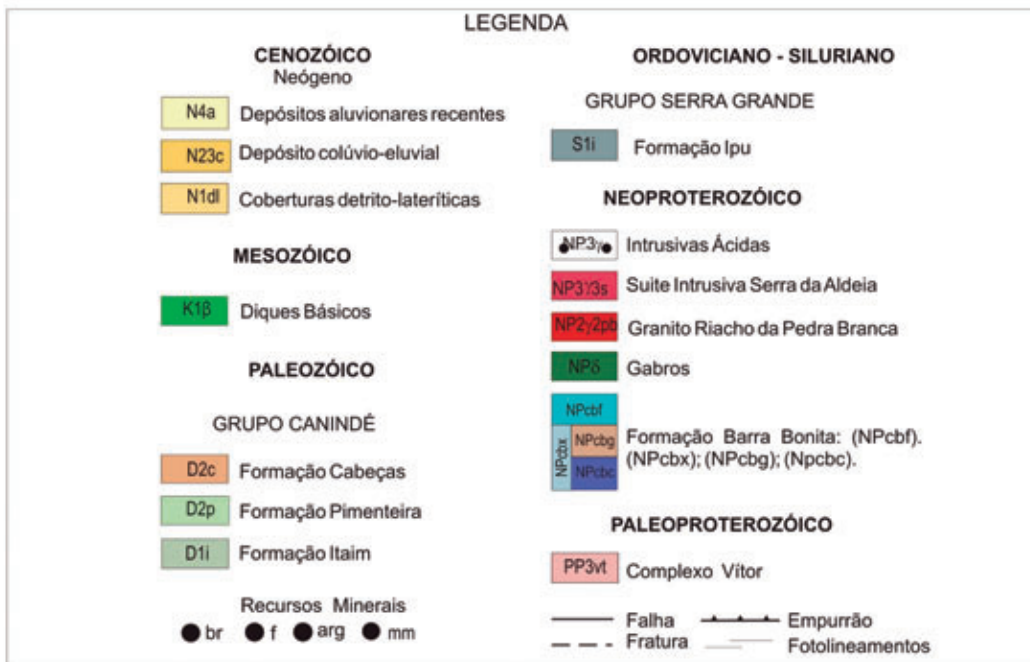 LEGENDA
CENOZÓICO
Neógeno
N4a Depósitos aluvionares recentes
N23c Depósito colúvio-eluvial
N1dl Coberturas detrito-lateríticas
MESOZÓICO
K1β Diques Básicos
PALEOZÓICO
GRUPO CANINDÉ
D2c Formação Cabeças
D2p Formação Pimenteira
D1i Formação Itaim
Recursos Minerais
br f arg mm
ORDOVICIANO - SILURIANO
GRUPO SERRA GRANDE
S1i Formação Ipu
NEOPROTEROZÓICO
NP3γ Intrusivas Ácidas
NP3γ3s Suite Intrusiva Serra da Aldeia
NP2γ2pb Granito Riacho da Pedra Branca
NPδ Gabros
NPcbf
NPcbx NPcbg Formação Barra Bonita: (NPcbf).
NPcbc (NPcbx); (NPcbg); (Npcbc).
PALEOPROTEROZÓICO
PP3vt Complexo Vítor
Falha Empurrão
Fratura Fotolineamentos